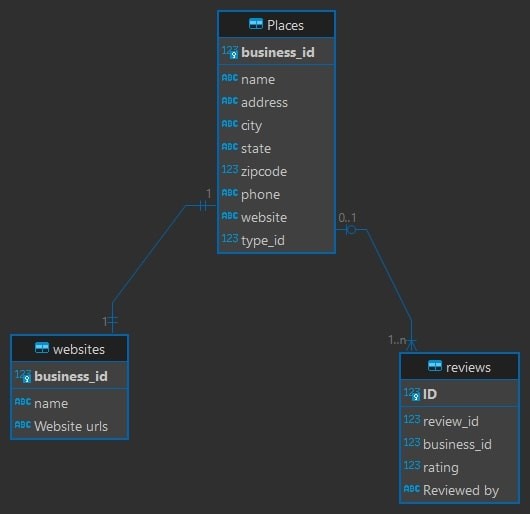 Places
123 business_id
ABC name
ABC address
ABC city
ABC state
123 zipcode
ABC phone
ABC website
123 type_id
1
0..1
1
1..n
websites
123 business_id
ABC name
ABC Website urls
reviews
123 ID
123 review_id
123 business_id
123 rating
ABC Reviewed by